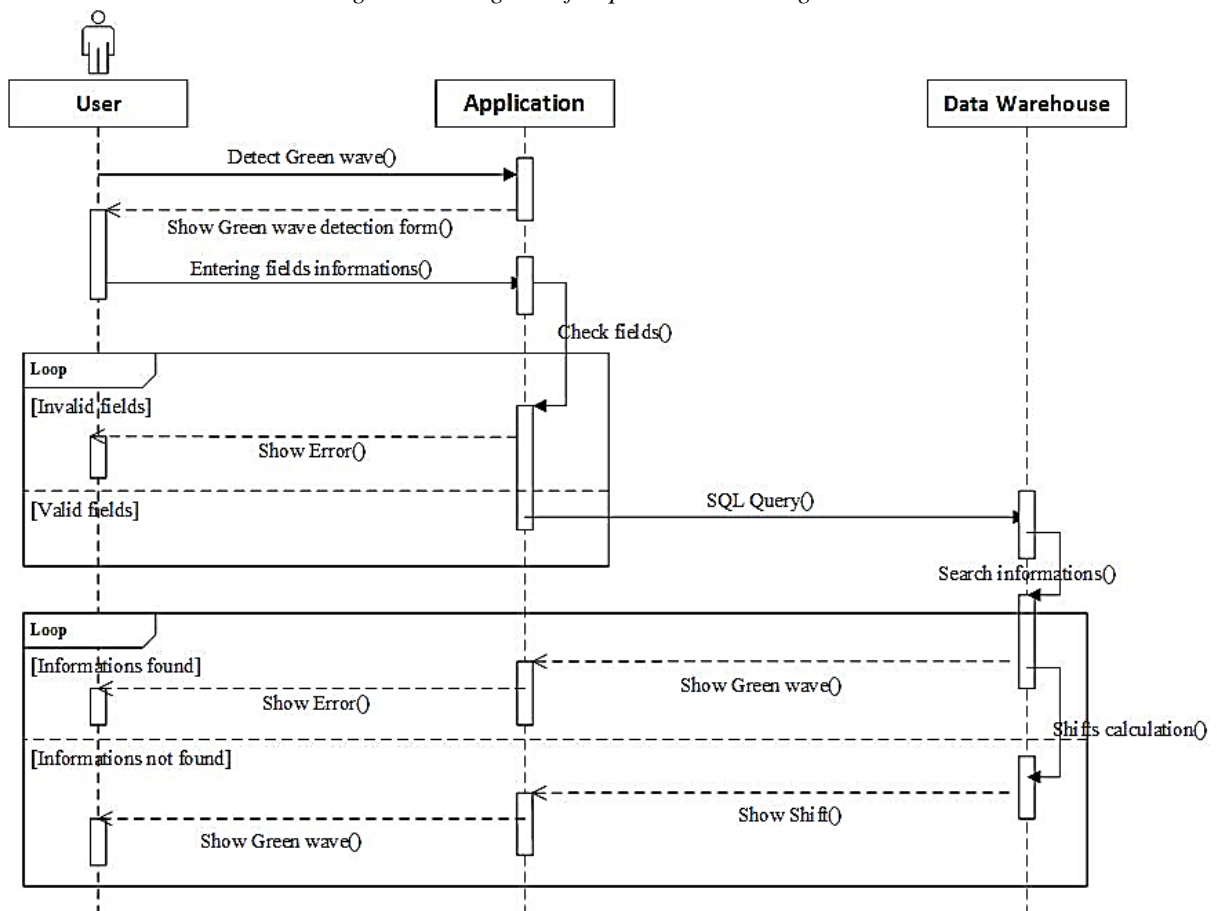 User
Application
Data Warehouse
Detect Green wave()
Show Green wave detection form()
Entering fields informations()
Check fields()
Loop
[Invalid fields]
Show Error()
[Valid fields]
SQL Query()
Search informations()
Loop
[Informations found]
Show Green wave()
Show Error()
Shifts calculation()
[Informations not found]
Show Shift()
Show Green wave()